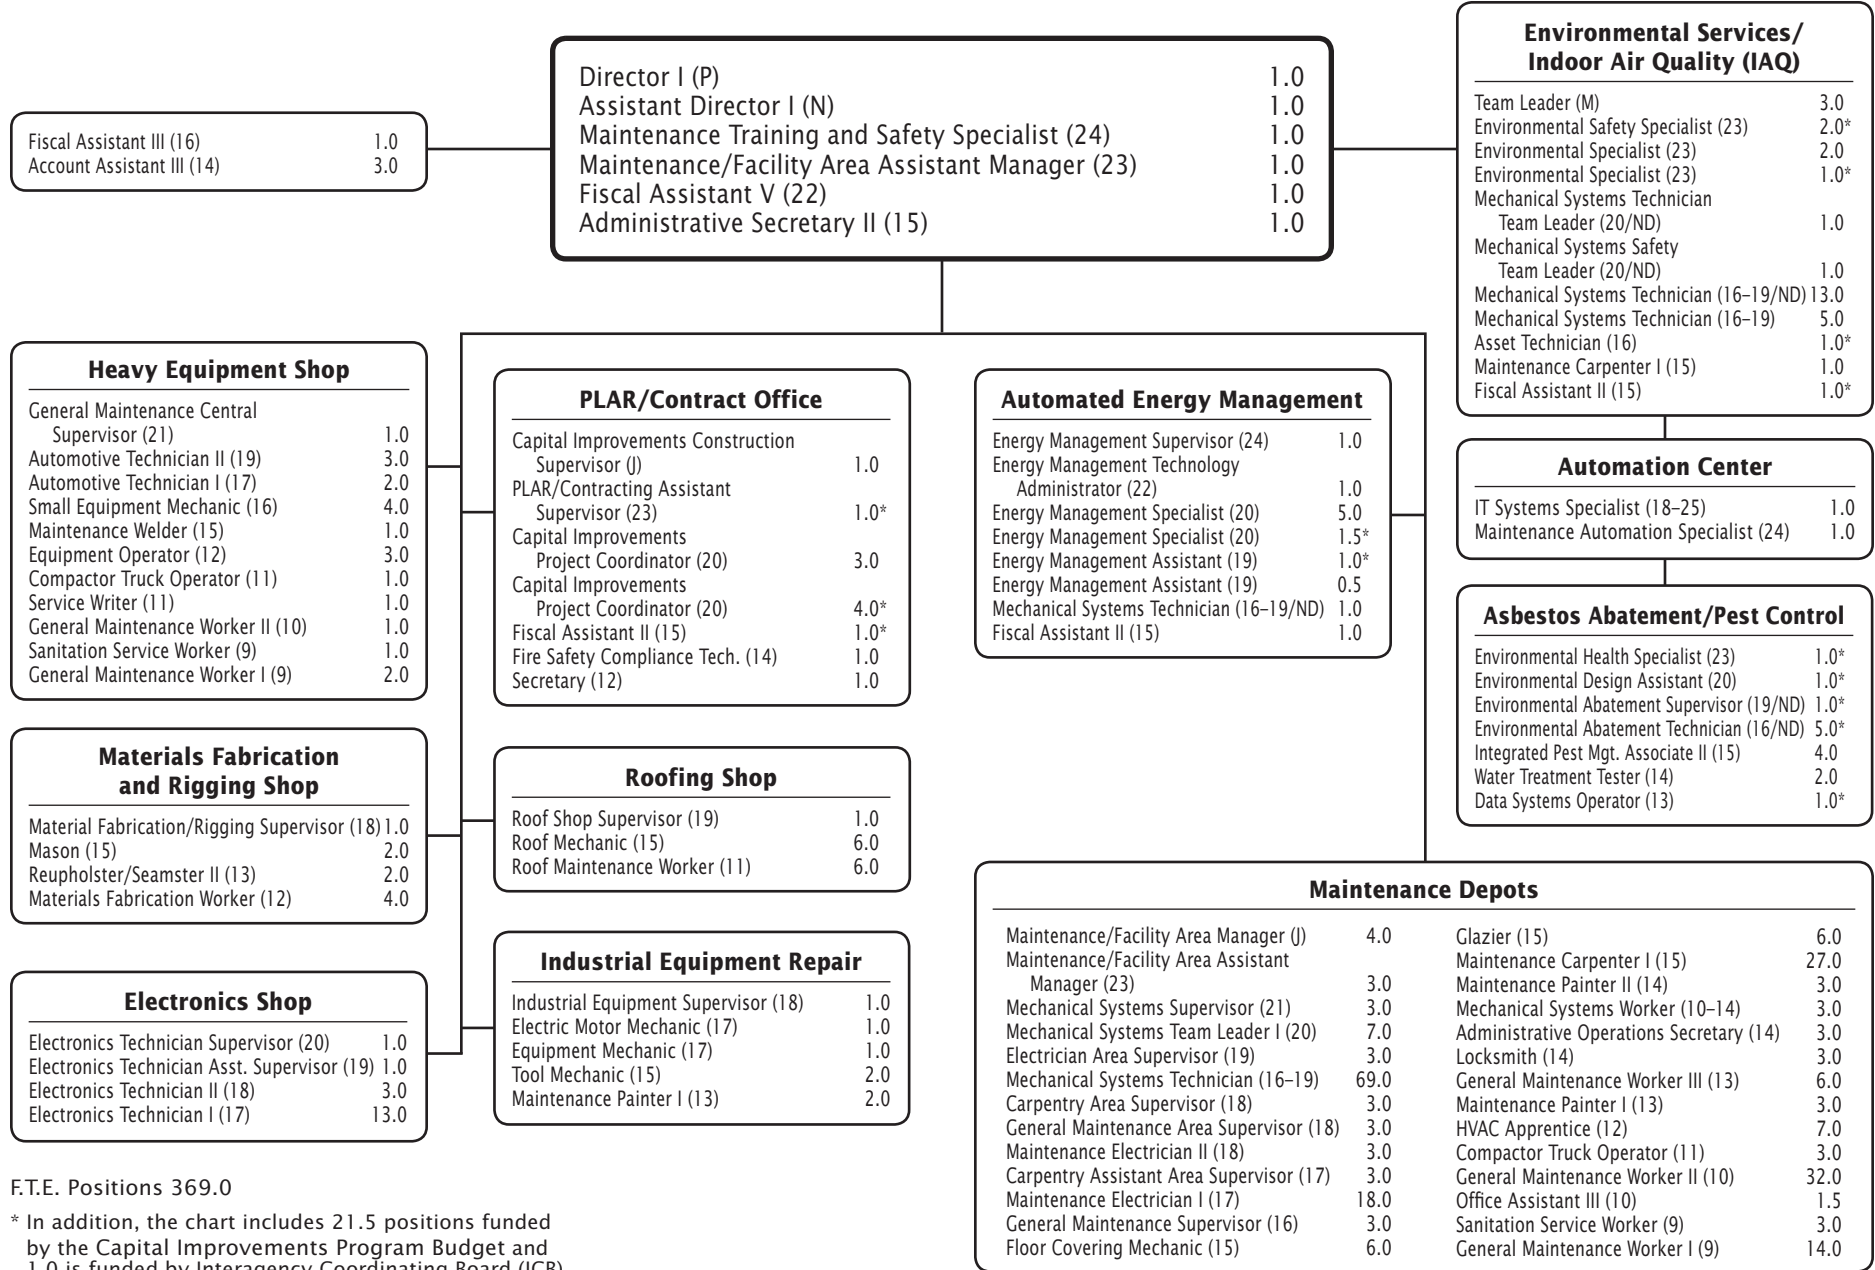 Director I (P) 1.0
Assistant Director I (N) 1.0
Maintenance Training and Safety Specialist (24) 1.0
Maintenance/Facility Area Assistant Manager (23) 1.0
Fiscal Assistant V (22) 1.0
Administrative Secretary II (15) 1.0
Fiscal Assistant III (16) 1.0
Account Assistant III (14) 3.0
Environmental Services/
Indoor Air Quality (IAQ)
Team Leader (M) 3.0
Environmental Safety Specialist (23) 2.0*
Environmental Specialist (23) 2.0
Environmental Specialist (23) 1.0*
Mechanical Systems Technician
Team Leader (20/ND) 1.0
Mechanical Systems Safety
Team Leader (20/ND) 1.0
Mechanical Systems Technician (16–19/ND) 13.0
Mechanical Systems Technician (16–19) 5.0
Asset Technician (16) 1.0*
Maintenance Carpenter I (15) 1.0
Fiscal Assistant II (15) 1.0*
Automation Center
IT Systems Specialist (18–25) 1.0
Maintenance Automation Specialist (24) 1.0
Asbestos Abatement/Pest Control
Environmental Health Specialist (23) 1.0*
Environmental Design Assistant (20) 1.0*
Environmental Abatement Supervisor (19/ND) 1.0*
Environmental Abatement Technician (16/ND) 5.0*
Integrated Pest Mgt. Associate II (15) 4.0
Water Treatment Tester (14) 2.0
Data Systems Operator (13) 1.0*
Heavy Equipment Shop
General Maintenance Central
Supervisor (21) 1.0
Automotive Technician II (19) 3.0
Automotive Technician I (17) 2.0
Small Equipment Mechanic (16) 4.0
Maintenance Welder (15) 1.0
Equipment Operator (12) 3.0
Compactor Truck Operator (11) 1.0
Service Writer (11) 1.0
General Maintenance Worker II (10) 1.0
Sanitation Service Worker (9) 1.0
General Maintenance Worker I (9) 2.0
Materials Fabrication
and Rigging Shop
Material Fabrication/Rigging Supervisor (18) 1.0
Mason (15) 2.0
Reupholster/Seamster II (13) 2.0
Materials Fabrication Worker (12) 4.0
Electronics Shop
Electronics Technician Supervisor (20) 1.0
Electronics Technician Asst. Supervisor (19) 1.0
Electronics Technician II (18) 3.0
Electronics Technician I (17) 13.0
PLAR/Contract Office
Capital Improvements Construction
Supervisor (J) 1.0
PLAR/Contracting Assistant
Supervisor (23) 1.0*
Capital Improvements
Project Coordinator (20) 3.0
Capital Improvements
Project Coordinator (20) 4.0*
Fiscal Assistant II (15) 1.0*
Fire Safety Compliance Tech. (14) 1.0
Secretary (12) 1.0
Roofing Shop
Roof Shop Supervisor (19) 1.0
Roof Mechanic (15) 6.0
Roof Maintenance Worker (11) 6.0
Industrial Equipment Repair
Industrial Equipment Supervisor (18) 1.0
Electric Motor Mechanic (17) 1.0
Equipment Mechanic (17) 1.0
Tool Mechanic (15) 2.0
Maintenance Painter I (13) 2.0
Automated Energy Management
Energy Management Supervisor (24) 1.0
Energy Management Technology
Administrator (22) 1.0
Energy Management Specialist (20) 5.0
Energy Management Specialist (20) 1.5*
Energy Management Assistant (19) 1.0*
Energy Management Assistant (19) 0.5
Mechanical Systems Technician (16–19/ND) 1.0
Fiscal Assistant II (15) 1.0
Maintenance Depots
Maintenance/Facility Area Manager (J) 4.0
Maintenance/Facility Area Assistant
Manager (23) 3.0
Mechanical Systems Supervisor (21) 3.0
Mechanical Systems Team Leader I (20) 7.0
Electrician Area Supervisor (19) 3.0
Mechanical Systems Technician (16–19) 69.0
Carpentry Area Supervisor (18) 3.0
General Maintenance Area Supervisor (18) 3.0
Maintenance Electrician II (18) 3.0
Carpentry Assistant Area Supervisor (17) 3.0
Maintenance Electrician I (17) 18.0
General Maintenance Supervisor (16) 3.0
Floor Covering Mechanic (15) 6.0
Glazier (15) 6.0
Maintenance Carpenter I (15) 27.0
Maintenance Painter II (14) 3.0
Mechanical Systems Worker (10–14) 3.0
Administrative Operations Secretary (14) 3.0
Locksmith (14) 3.0
General Maintenance Worker III (13) 6.0
Maintenance Painter I (13) 3.0
HVAC Apprentice (12) 7.0
Compactor Truck Operator (11) 3.0
General Maintenance Worker II (10) 32.0
Office Assistant III (10) 1.5
Sanitation Service Worker (9) 3.0
General Maintenance Worker I (9) 14.0
F.T.E. Positions 369.0
* In addition, the chart includes 21.5 positions funded
by the Capital Improvements Program Budget and
1.0 is funded by Interagency Coordinating Board (ICB)